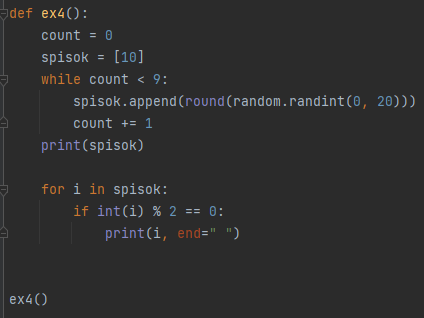 def ex4():
    count = 0
    spisok = [10]
    while count < 9:
        spisok.append(round(random.randint(0, 20)))
        count += 1
    print(spisok)

    for i in spisok:
        if int(i) % 2 == 0:
            print(i, end=" ")

ex4()